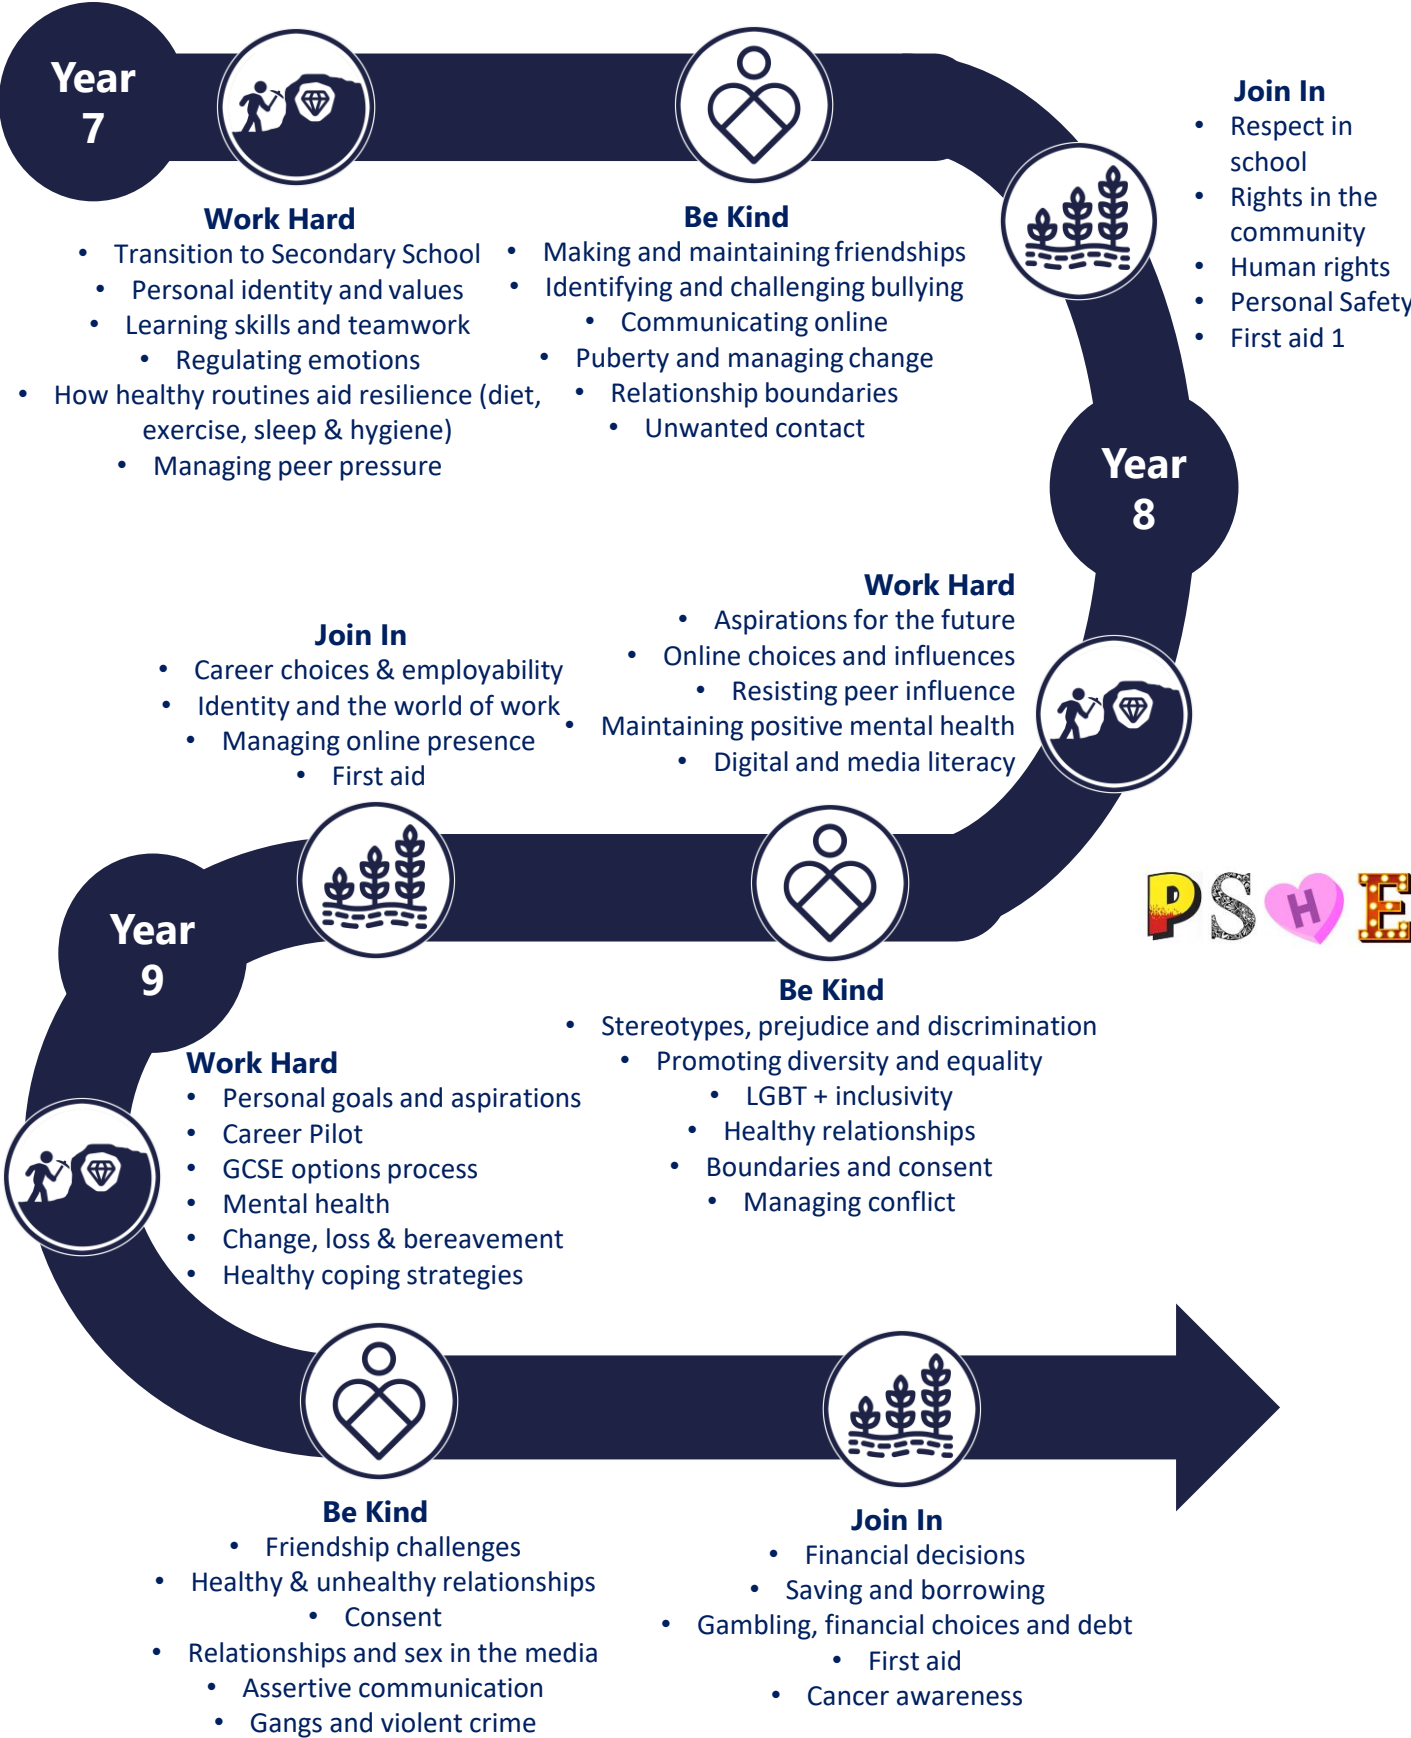 Year
7
Work Hard
• Transition to Secondary School
• Personal identity and values
• Learning skills and teamwork
• Regulating emotions
• How healthy routines aid resilience (diet,
exercise, sleep & hygiene)
• Managing peer pressure
Be Kind
• Making and maintaining friendships
• Identifying and challenging bullying
• Communicating online
• Puberty and managing change
• Relationship boundaries
• Unwanted contact
Join In
• Respect in
school
• Rights in the
community
• Human rights
• Personal Safety
• First aid 1
Year
8
Work Hard
• Aspirations for the future
• Online choices and influences
• Resisting peer influence
• Maintaining positive mental health
• Digital and media literacy
PSHE
Be Kind
• Stereotypes, prejudice and discrimination
• Promoting diversity and equality
• LGBT + inclusivity
• Healthy relationships
• Boundaries and consent
• Managing conflict
Join In
• Career choices & employability
• Identity and the world of work
• Managing online presence
• First aid
Year
9
Work Hard
• Personal goals and aspirations
• Career Pilot
• GCSE options process
• Mental health
• Change, loss & bereavement
• Healthy coping strategies
Be Kind
• Friendship challenges
• Healthy & unhealthy relationships
• Consent
• Relationships and sex in the media
• Assertive communication
• Gangs and violent crime
Join In
• Financial decisions
• Saving and borrowing
• Gambling, financial choices and debt
• First aid
• Cancer awareness